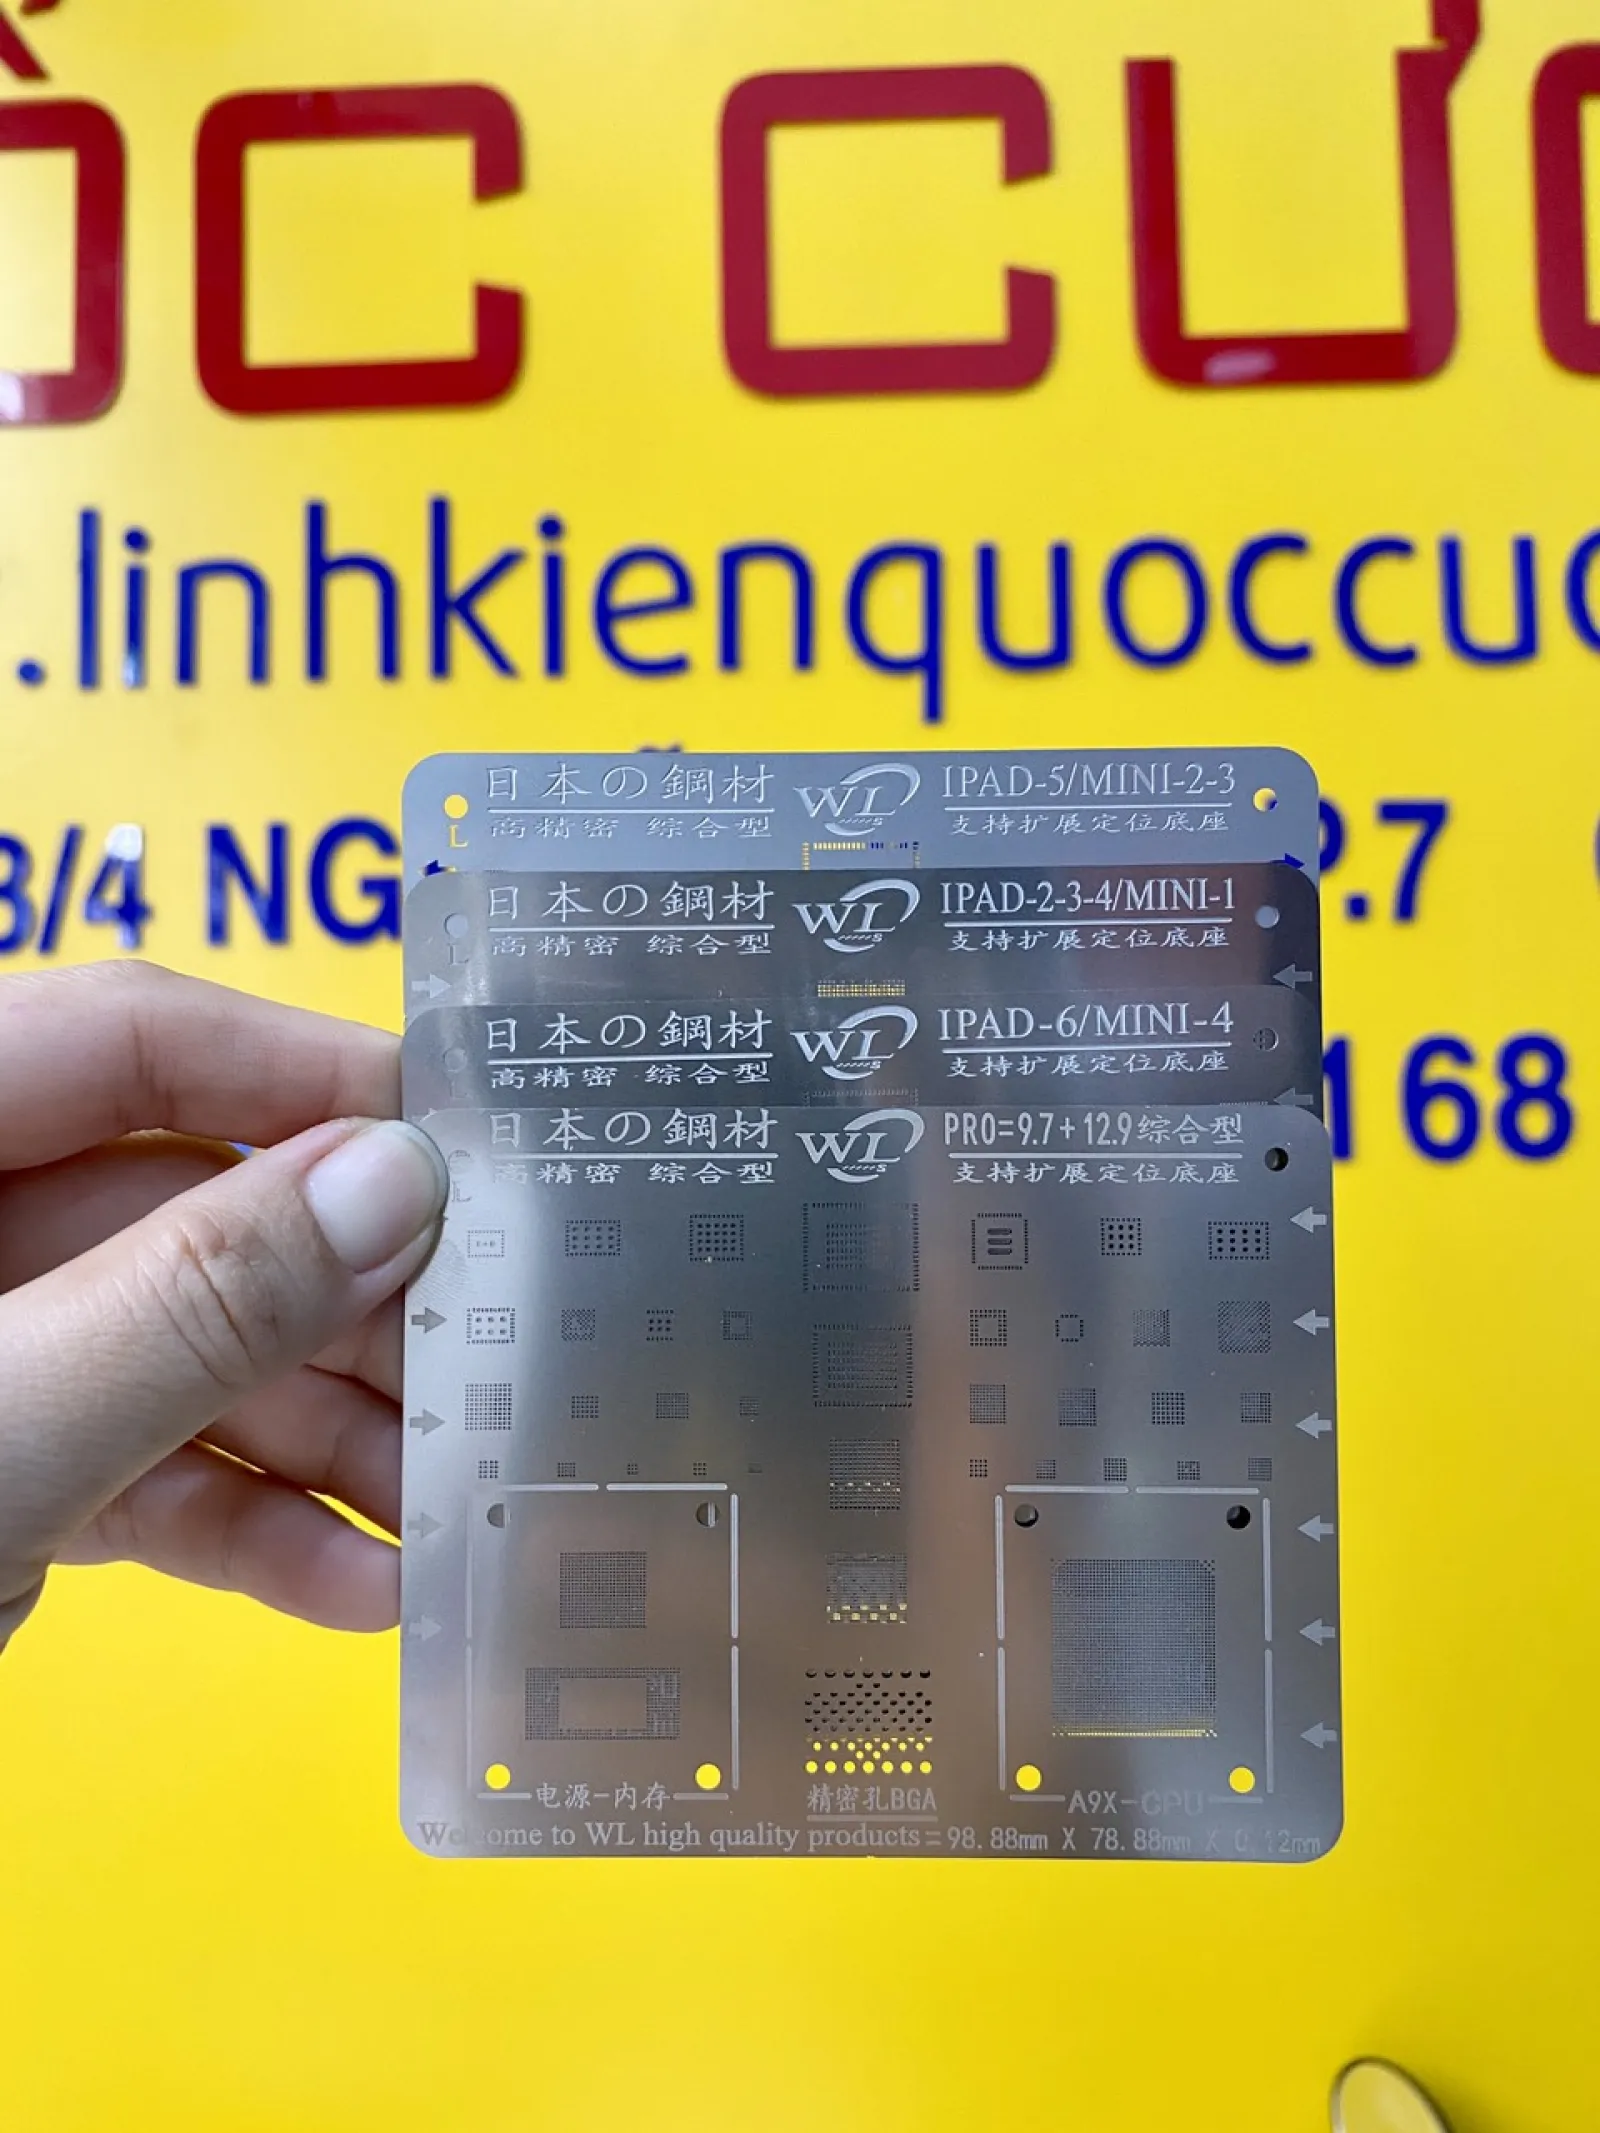 ỐC CƯỜ
.linhkienquoccuo
3/4 NG P.7
168
日本の鋼材 WL IPAD-5/MINI-2-3
高精密 综合型 支持扩展定位底座
L
日本の鋼材 WL IPAD-2-3-4/MINI-1
高精密 综合型 S 支持扩展定位底座
L
日本の鋼材 WL IPAD-6/MINI-4
高精密 综合型 S 支持扩展定位底座
日本の鋼材 WL PRO=9.7+12.9综合型
高精密 综合型 S 支持扩展定位底座
L
电源-内存 精密孔BGA A9X-CPU
Welcome to WL high quality products=98.88mm X 78.88mm X 0.12mm